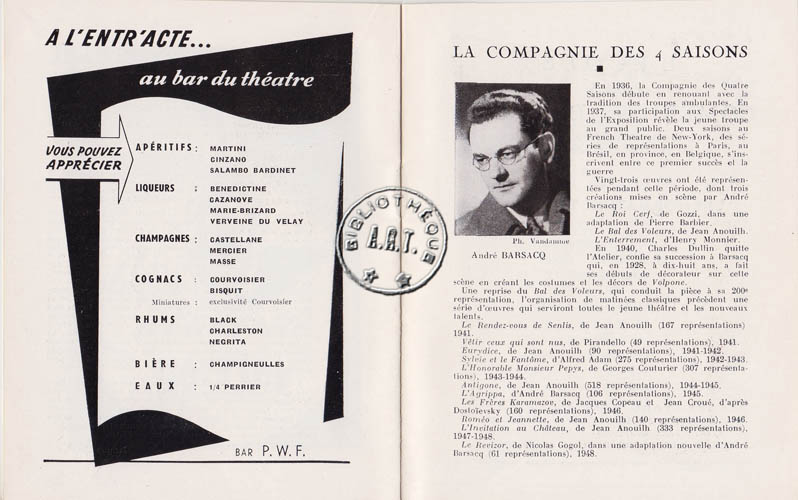 A L'ENTR'ACTE...
au bar du théatre
VOUS POUVEZ
APPRÉCIER
APÉRITIFS : MARTINI
CINZANO
SALAMBO BARDINET
LIQUEURS : BENEDICTINE
CAZANOVE
MARIE-BRIZARD
VERVEINE DU VELAY
CHAMPAGNES : CASTELLANE
MERCIER
MASSE
COGNACS : COURVOISIER
BISQUIT
Miniatures : exclusivité Courvoisier
RHUMS BLACK
CHARLESTON
NEGRITA
BIÈRE : CHAMPIGNEULLES
EAUX : 1/4 PERRIER
BAR P.W.F.
BIBLIOTHÈQUE
A.R.T.
LA COMPAGNIE DES 4 SAISONS
En 1936, la Compagnie des Quatre
Saisons débute en renouant avec la
tradition des troupes ambulantes. En
1937, sa participation aux Spectacles
de l'Exposition révèle la jeune troupe
au grand public. Deux saisons au
French Theatre de New-York, des sé-
ries de représentations à Paris, au
Brésil, en province, en Belgique, s'ins-
crivent entre ce premier succès et la
guerre
Vingt-trois œuvres ont été représen-
tées pendant cette période, dont trois
créations mises en scène par André
Barsacq :
Le Roi Cerf, de Gozzi, dans une
adaptation de Pierre Barbier.
Le Bal des Voleurs, de Jean Anouilh.
L'Enterrement, d'Henry Monnier.
En 1940, Charles Dullin quitte
l'Atelier, confie sa succession à Barsacq
qui, en 1928, à dix-huit ans, a fait
ses débuts de décorateur sur cette
Ph. Vandamme
André BARSACQ
scène en créant les costumes et les décors de Volpone.
Une reprise du Bal des Voleurs, qui conduit la pièce à sa 200e
représentation, l'organisation de matinées classiques précèdent une
série d'œuvres qui serviront toutes le jeune théâtre et les nouveaux
talents.
Le Rendez-vous de Senlis, de Jean Anouilh (167 représentations)
1941.
Vêtir ceux qui sont nus, de Pirandello (49 représentations), 1941.
Eurydice, de Jean Anouilh (90 représentations), 1941-1942.
Sylvie et le Fantôme, d'Alfred Adam (275 représentations), 1942-1943.
L'Honorable Monsieur Pepys, de Georges Couturier (307 représenta-
tions), 1943-1944.
Antigone, de Jean Anouilh (518 représentations), 1944-1945.
L'Agrippa, d'André Barsacq (106 représentations), 1945.
Les Frères Karamazov, de Jacques Copeau et Jean Croué, d'après
Dostoïevsky (160 représentations), 1946.
Roméo et Jeannette, de Jean Anouilh (140 représentations), 1946.
L'Invitation au Château, de Jean Anouilh (333 représentations),
1947-1948.
Le Revizor, de Nicolas Gogol, dans une adaptation nouvelle d'André
Barsacq (61 représentations), 1948.